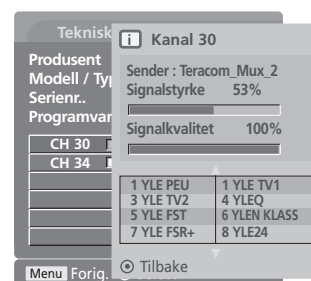 Teknisk
i Kanal 30
Produsent
Modell / Ty
Serienr..
Programvar
Sender : Teracom_Mux_2
Signalstyrke 53%
Signalkvalitet 100%
CH 30
CH 34
1 YLE PEU 1 YLE TV1
3 YLE TV2 4 YLEQ
5 YLE FST 6 YLEN KLASS
7 YLE FSR+ 8 YLE24
Tilbake
Menu Forig.